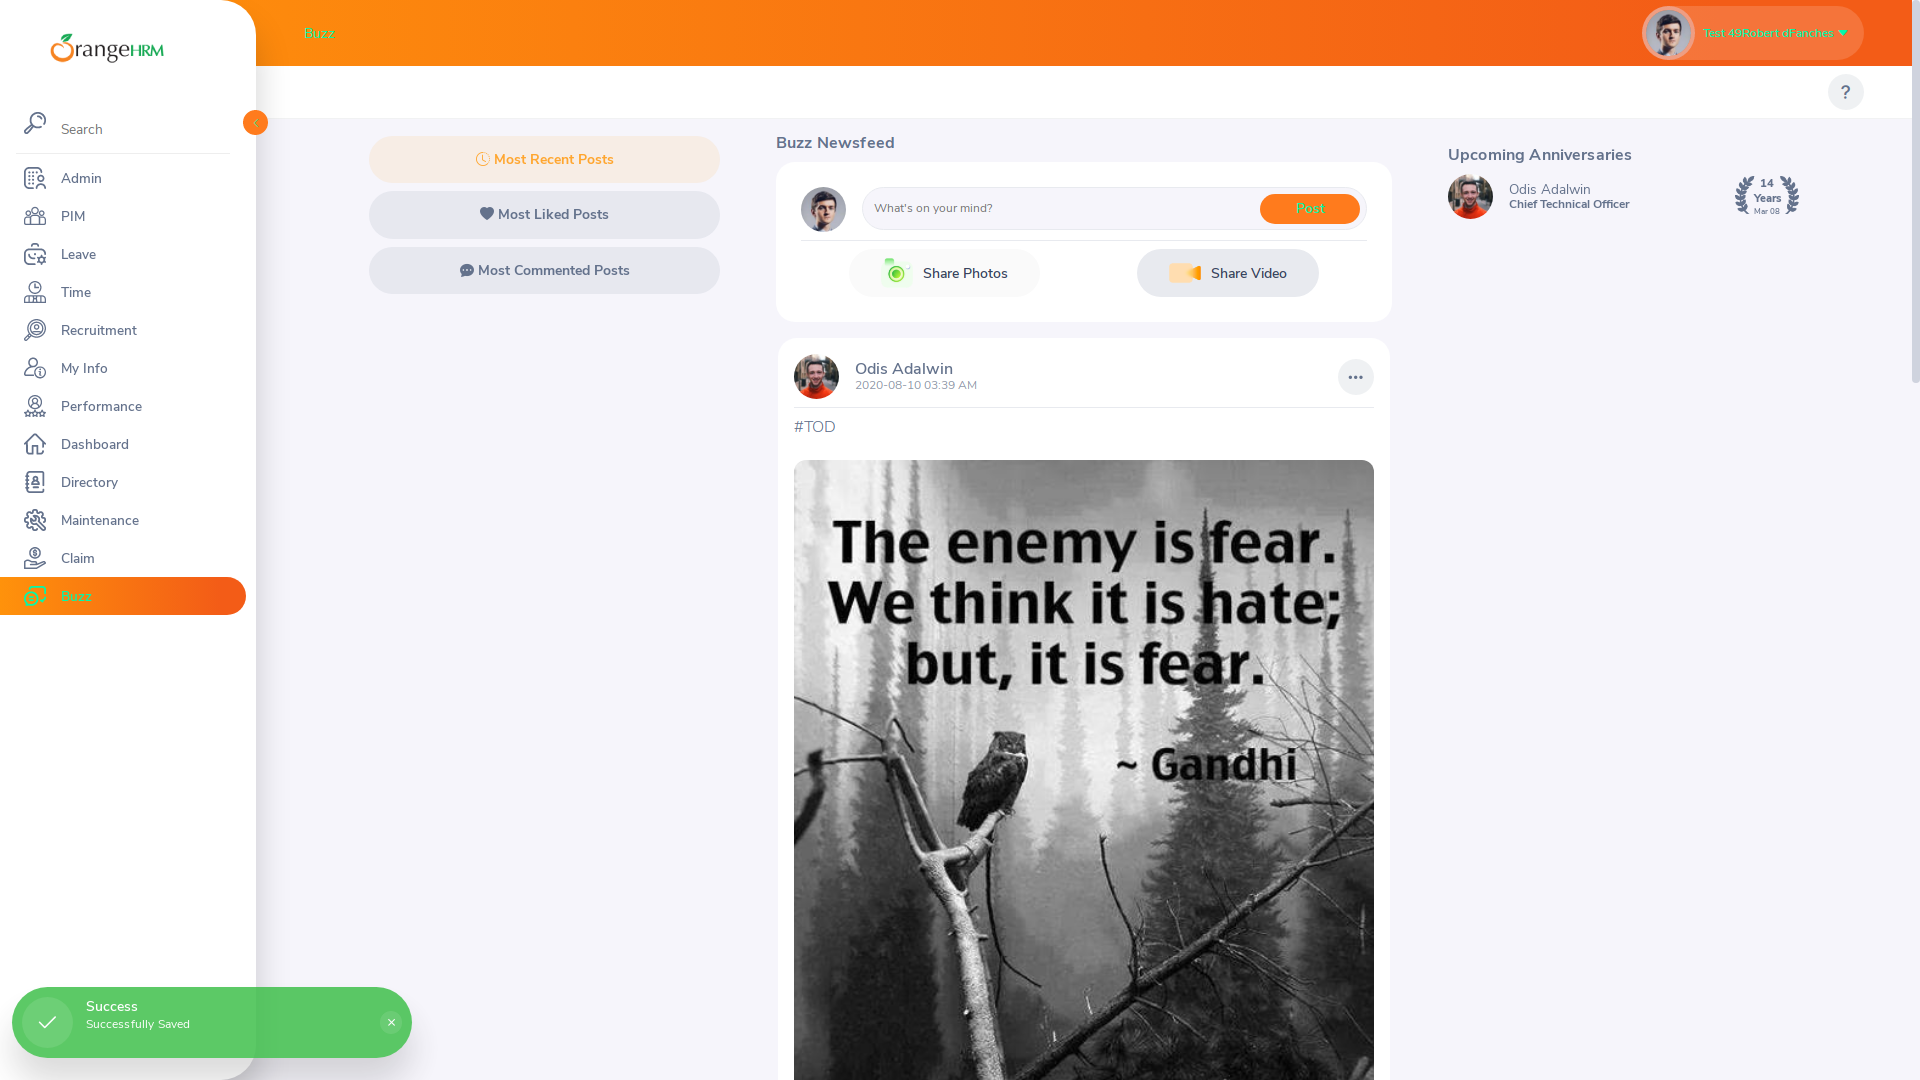 OrangeHRM
Search
Admin
PIM
Leave
Time
Recruitment
My Info
Performance
Dashboard
Directory
Maintenance
Claim
Buzz
Buzz
Test 49Robert dFanches
?
Most Recent Posts
Most Liked Posts
Most Commented Posts
Buzz Newsfeed
What's on your mind?
Post
Share Photos
Share Video
Odis Adalwin
2020-08-10 03:39 AM
#TOD
The enemy is fear.
We think it is hate;
but, it is fear.
~ Gandhi
Upcoming Anniversaries
Odis Adalwin
Chief Technical Officer
14
Years
Mar 08
Success
Successfully Saved